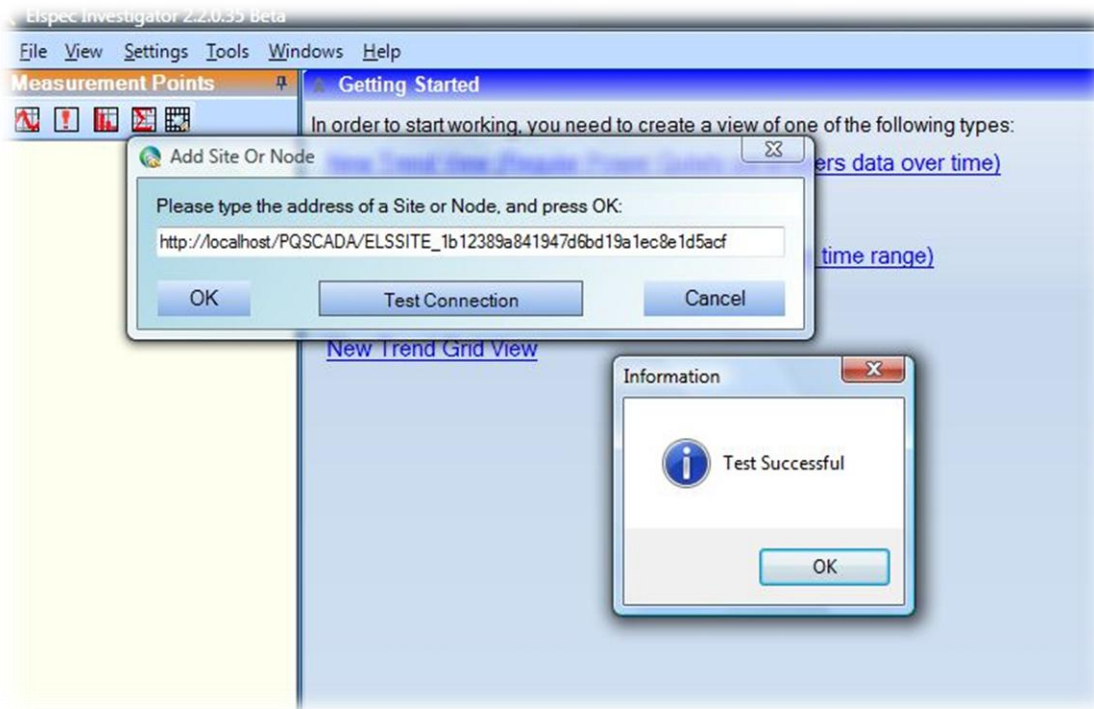 Elspec Investigator 2.2.0.35 Beta
File View Settings Tools Windows Help
Measurement Points
Getting Started
In order to start working, you need to create a view of one of the following types:
Add Site Or Node
ers data over time)
Please type the address of a Site or Node, and press OK:
http://localhost/PQSCADA/ELSSITE_1b12389a841947d6bd19a1ec8e1d5acf
time range)
OK Test Connection Cancel
New Trend Grid View
Information
Test Successful
OK